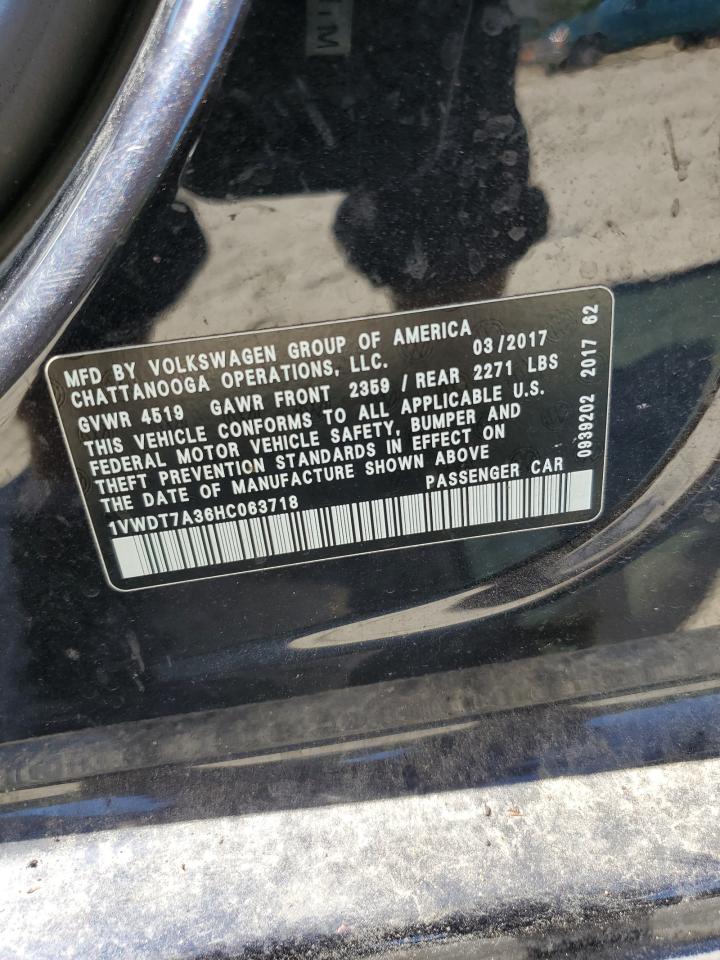 MFD BY VOLKSWAGEN GROUP OF AMERICA
CHATTANOOGA OPERATIONS, LLC. 03/2017
GVWR 4519 GAWR FRONT 2359 / REAR 2271 LBS
THIS VEHICLE CONFORMS TO ALL APPLICABLE U.S.
FEDERAL MOTOR VEHICLE SAFETY, BUMPER AND
THEFT PREVENTION STANDARDS IN EFFECT ON
THE DATE OF MANUFACTURE SHOWN ABOVE
1VWDT7A36HC063718 PASSENGER CAR
0939202 2017 62